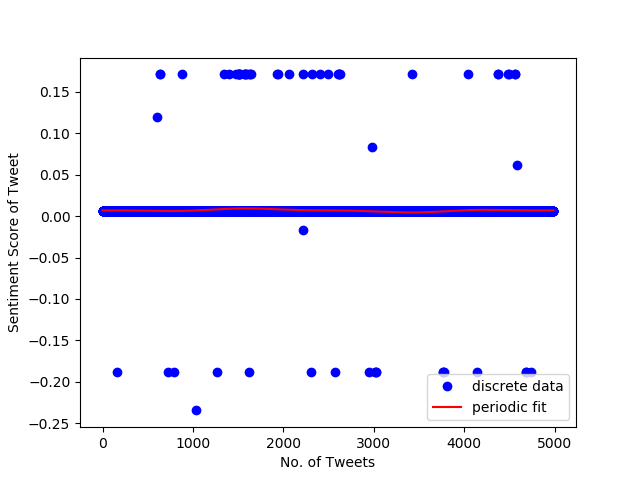 0.15
0.10
0.05
0.00
−0.05
−0.10
−0.15
−0.20
−0.25
Sentiment Score of Tweet
discrete data
periodic fit
0 1000 2000 3000 4000 5000
No. of Tweets